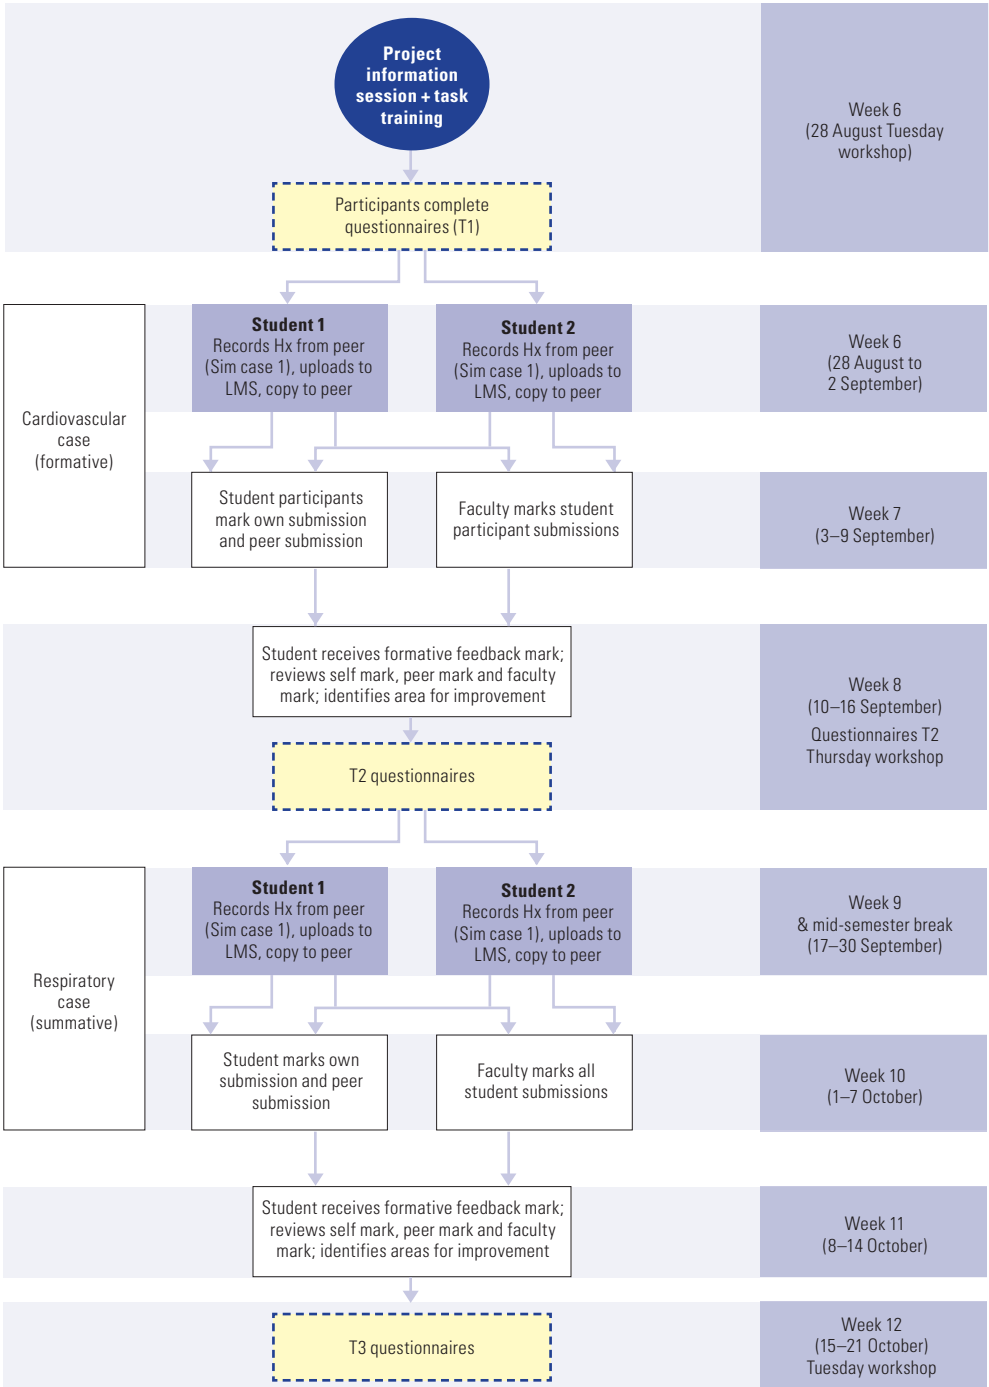 Project
information
session + task
training
Week 6
(28 August Tuesday
workshop)
Participants complete
questionnaires (T1)
Cardiovascular
case
(formative)
Student 1
Records Hx from peer
(Sim case 1), uploads to
LMS, copy to peer
Student 2
Records Hx from peer
(Sim case 1), uploads to
LMS, copy to peer
Week 6
(28 August to
2 September)
Student participants
mark own submission
and peer submission
Faculty marks student
participant submissions
Week 7
(3–9 September)
Student receives formative feedback mark;
reviews self mark, peer mark and faculty
mark; identifies area for improvement
Week 8
(10–16 September)
Questionnaires T2
Thursday workshop
T2 questionnaires
Respiratory
case
(summative)
Student 1
Records Hx from peer
(Sim case 1), uploads to
LMS, copy to peer
Student 2
Records Hx from peer
(Sim case 1), uploads to
LMS, copy to peer
Week 9
& mid-semester break
(17–30 September)
Student marks own
submission and peer
submission
Faculty marks all
student submissions
Week 10
(1–7 October)
Student receives formative feedback mark;
reviews self mark, peer mark and faculty
mark; identifies areas for improvement
Week 11
(8–14 October)
T3 questionnaires
Week 12
(15–21 October)
Tuesday workshop